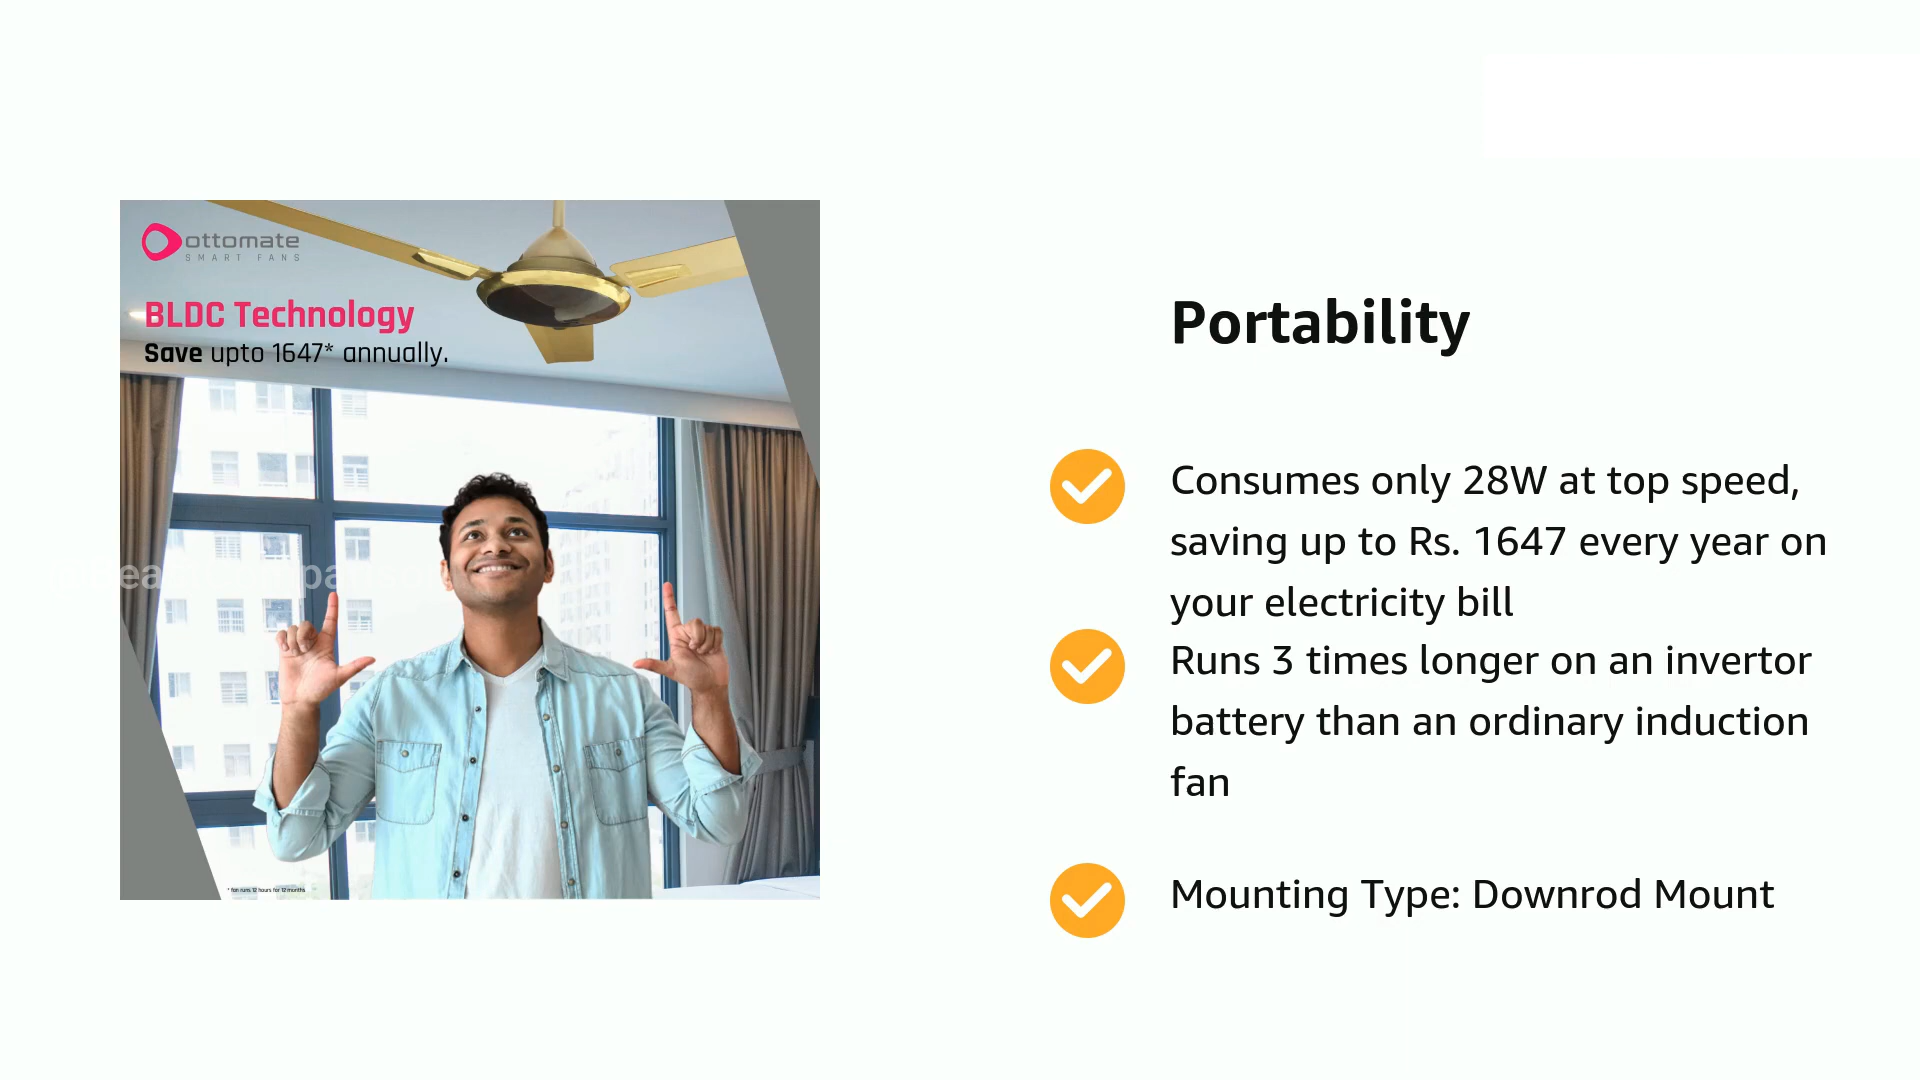 ottomate
SMART FANS
BLDC Technology
Save upto 1647* annually.
* fan runs 12 hours for 12 months
Portability
Consumes only 28W at top speed,
saving up to Rs. 1647 every year on
your electricity bill
Runs 3 times longer on an invertor
battery than an ordinary induction
fan
Mounting Type: Downrod Mount